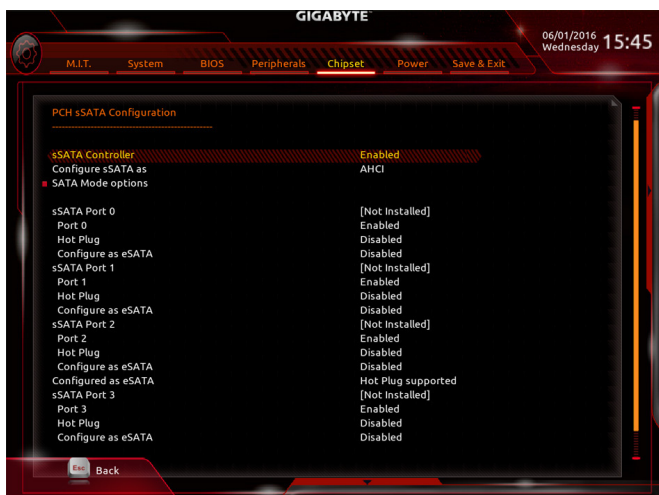 GIGABYTE
06/01/2016 Wednesday 15:45
M.I.T. System BIOS Peripherals Chipset Power Save & Exit
PCH sSATA Configuration
----------------------------------------------------
sSATA Controller Enabled
Configure sSATA as AHCI
SATA Mode options
sSATA Port 0 [Not Installed]
Port 0 Enabled
Hot Plug Disabled
Configure as eSATA Disabled
sSATA Port 1 [Not Installed]
Port 1 Enabled
Hot Plug Disabled
Configure as eSATA Disabled
sSATA Port 2 [Not Installed]
Port 2 Enabled
Hot Plug Disabled
Configure as eSATA Disabled
Configured as eSATA Hot Plug supported
sSATA Port 3 [Not Installed]
Port 3 Enabled
Hot Plug Disabled
Configure as eSATA Disabled
Esc Back